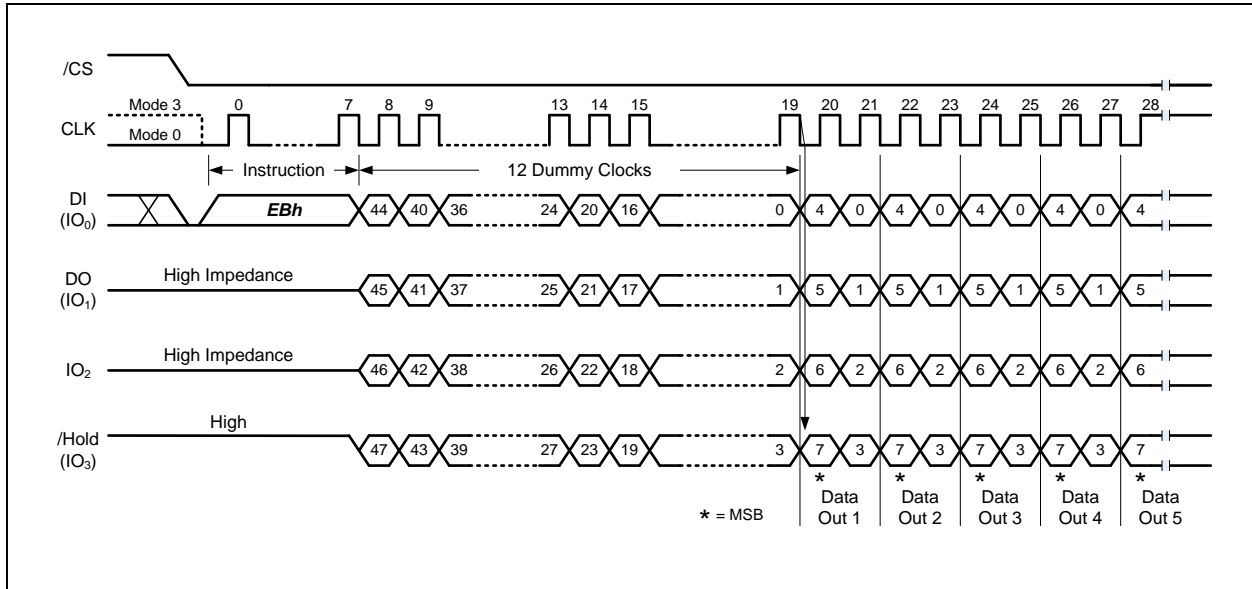 /CS
Mode 3 0 7 8 9 13 14 15 19 20 21 22 23 24 25 26 27 28
CLK
Mode 0
Instruction 12 Dummy Clocks
DI
(IO0) EBh 44 40 36 24 20 16 0 4 0 4 0 4 0 4 0 4
High Impedance
DO
(IO1) 45 41 37 25 21 17 1 5 1 5 1 5 1 5 1 5
High Impedance
IO2 46 42 38 26 22 18 2 6 2 6 2 6 2 6 2 6
High
/Hold
(IO3) 47 43 39 27 23 19 3 7 3 7 3 7 3 7 3 7
* * * * *
* = MSB
Data Out 1
Data Out 2
Data Out 3
Data Out 4
Data Out 5